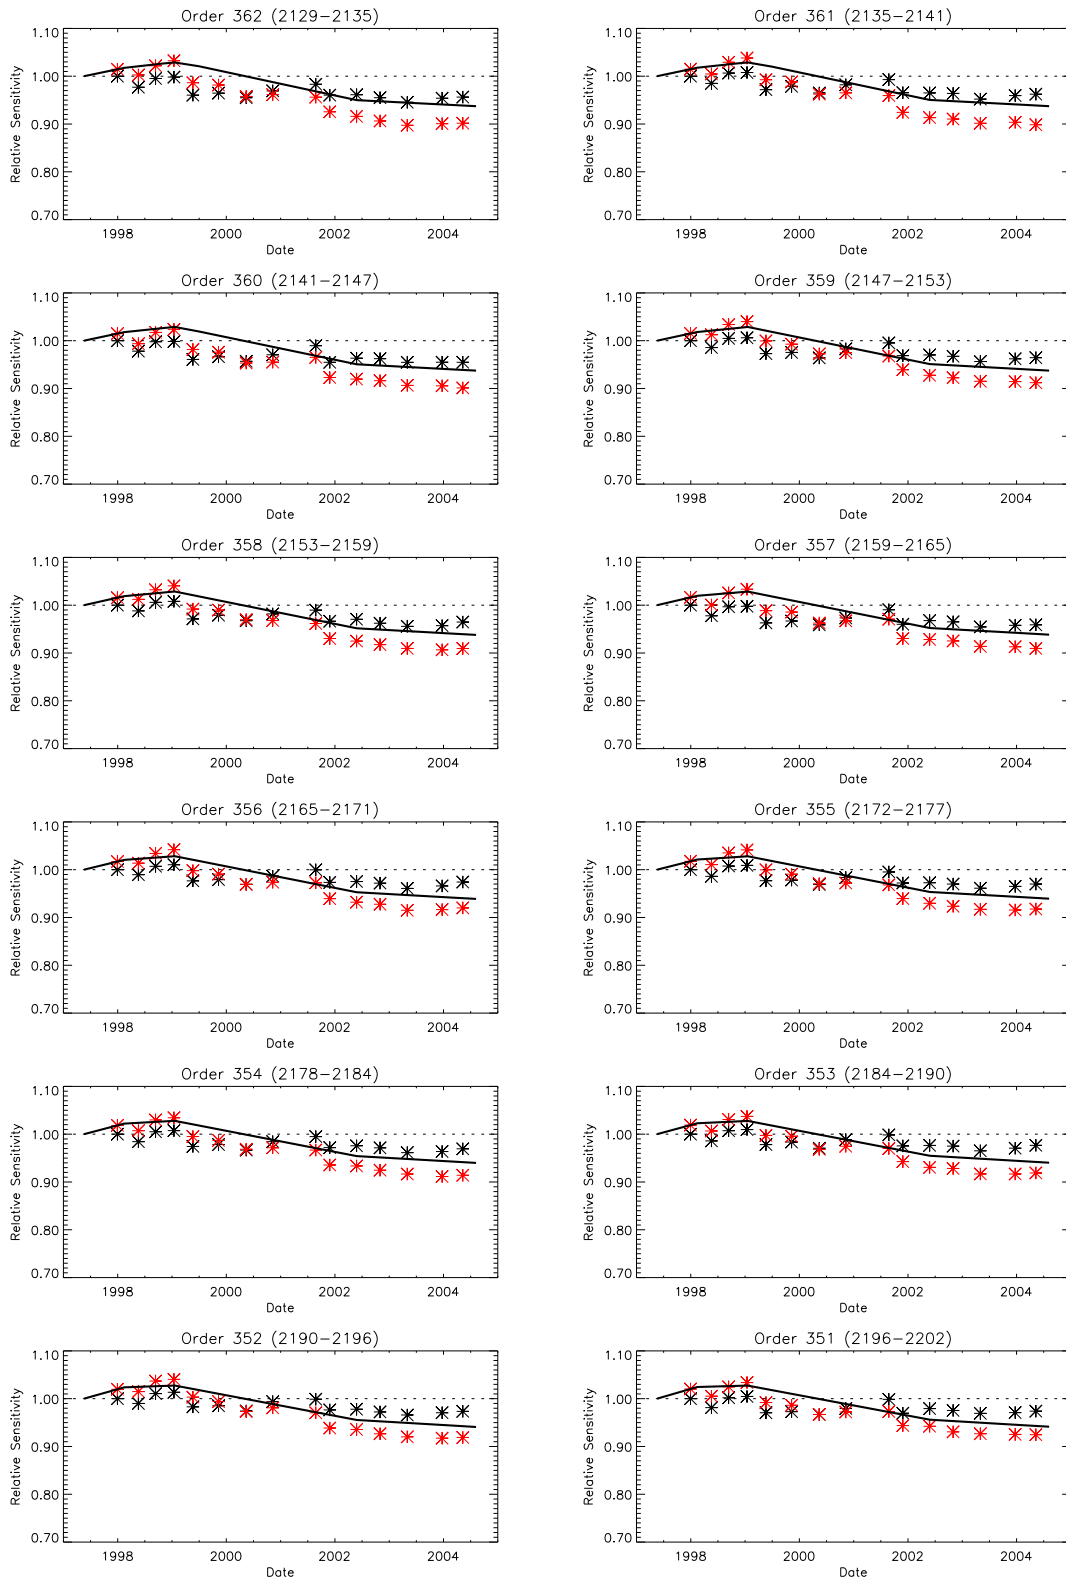 Order 362 (2129−2135)
Relative Sensitivity
1.10
1.00
0.90
0.80
0.70
1998 2000 2002 2004
Date
Order 361 (2135−2141)
Relative Sensitivity
1.10
1.00
0.90
0.80
0.70
1998 2000 2002 2004
Date
Order 360 (2141−2147)
Relative Sensitivity
1.10
1.00
0.90
0.80
0.70
1998 2000 2002 2004
Date
Order 359 (2147−2153)
Relative Sensitivity
1.10
1.00
0.90
0.80
0.70
1998 2000 2002 2004
Date
Order 358 (2153−2159)
Relative Sensitivity
1.10
1.00
0.90
0.80
0.70
1998 2000 2002 2004
Date
Order 357 (2159−2165)
Relative Sensitivity
1.10
1.00
0.90
0.80
0.70
1998 2000 2002 2004
Date
Order 356 (2165−2171)
Relative Sensitivity
1.10
1.00
0.90
0.80
0.70
1998 2000 2002 2004
Date
Order 355 (2172−2177)
Relative Sensitivity
1.10
1.00
0.90
0.80
0.70
1998 2000 2002 2004
Date
Order 354 (2178−2184)
Relative Sensitivity
1.10
1.00
0.90
0.80
0.70
1998 2000 2002 2004
Date
Order 353 (2184−2190)
Relative Sensitivity
1.10
1.00
0.90
0.80
0.70
1998 2000 2002 2004
Date
Order 352 (2190−2196)
Relative Sensitivity
1.10
1.00
0.90
0.80
0.70
1998 2000 2002 2004
Date
Order 351 (2196−2202)
Relative Sensitivity
1.10
1.00
0.90
0.80
0.70
1998 2000 2002 2004
Date